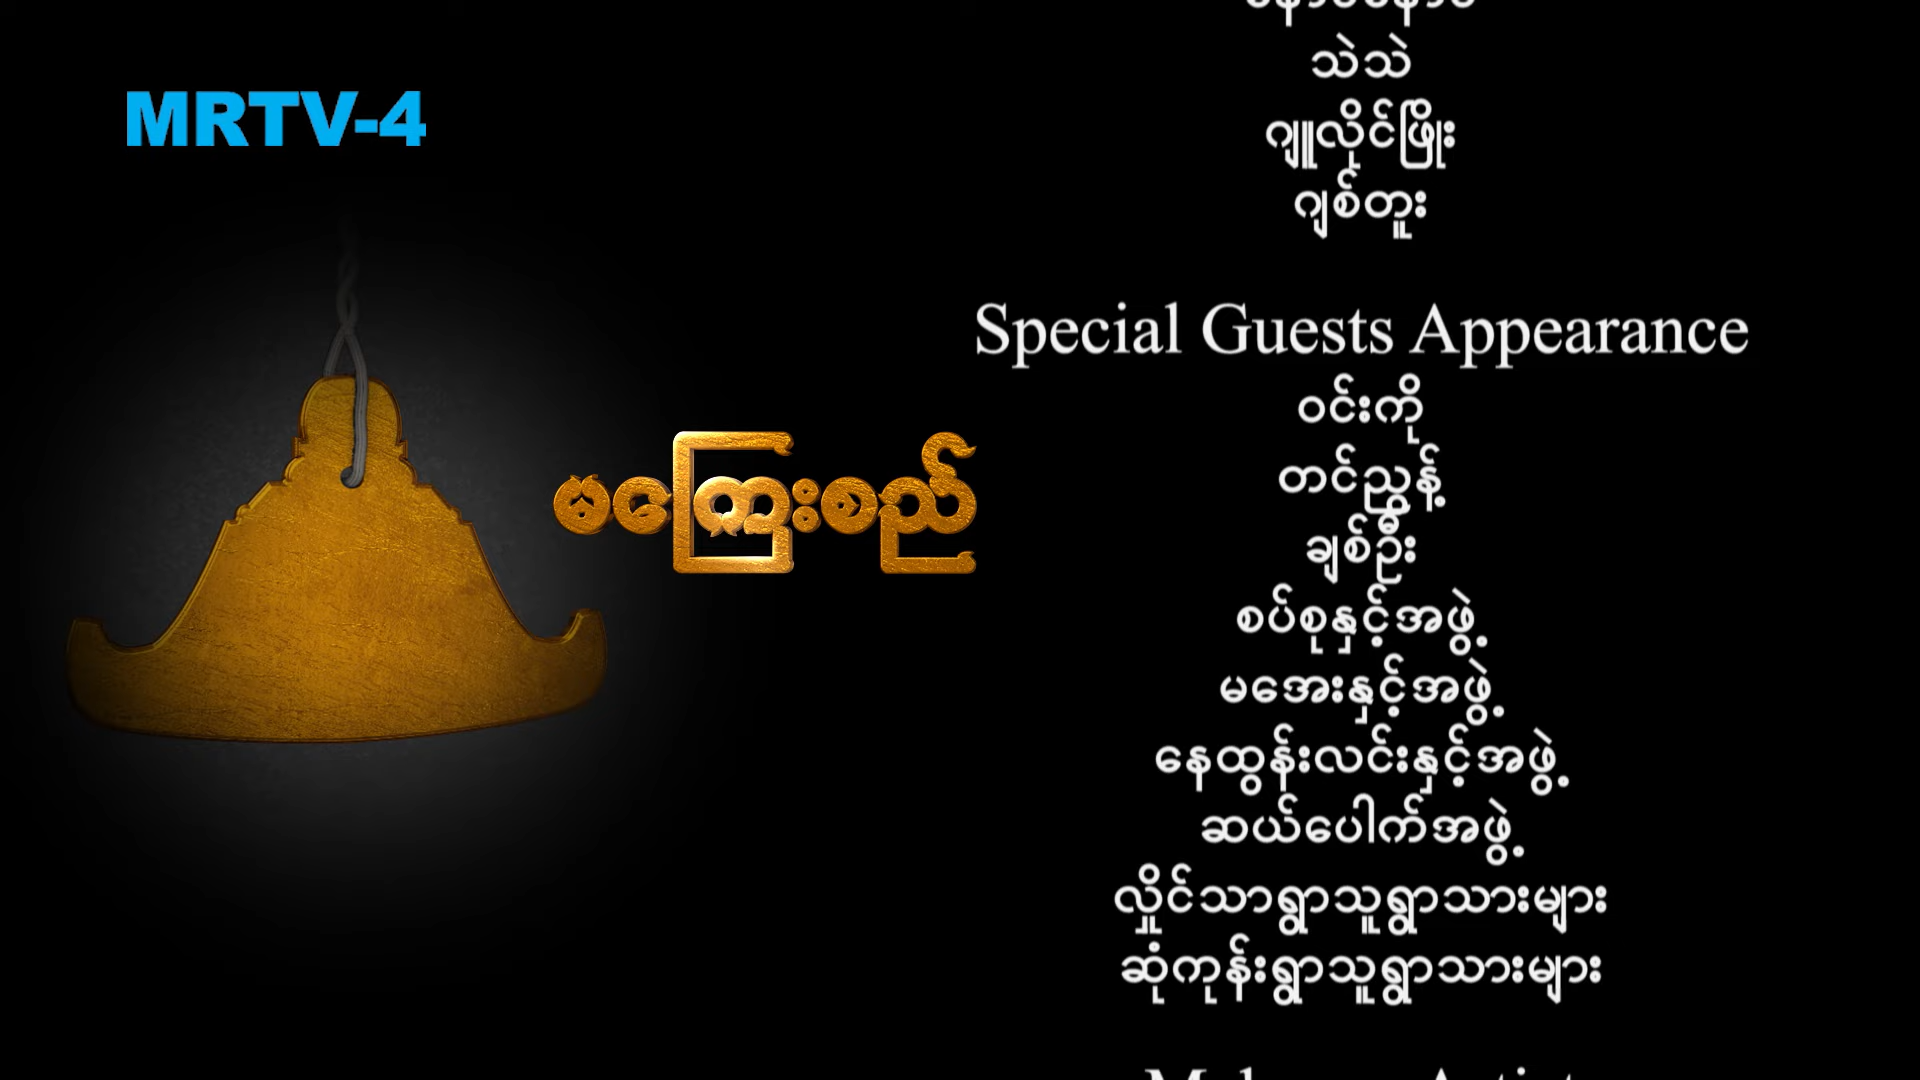 MRTV-4
သဲသဲ
ဂျူလိုင်ဖြိုး
ဂျစ်တူး
Special Guests Appearance
ဝင်းကို
တင်ညွှန့်
ချစ်ဦး
စပ်စုနှင့်အဖွဲ့
မအေးနှင့်အဖွဲ့
နေထွန်းလင်းနှင့်အဖွဲ့
ဆယ်ပေါက်အဖွဲ့
လှိုင်သာရွာသူရွာသားများ
ဆုံကုန်းရွာသူရွာသားများ
မကြေးစည်